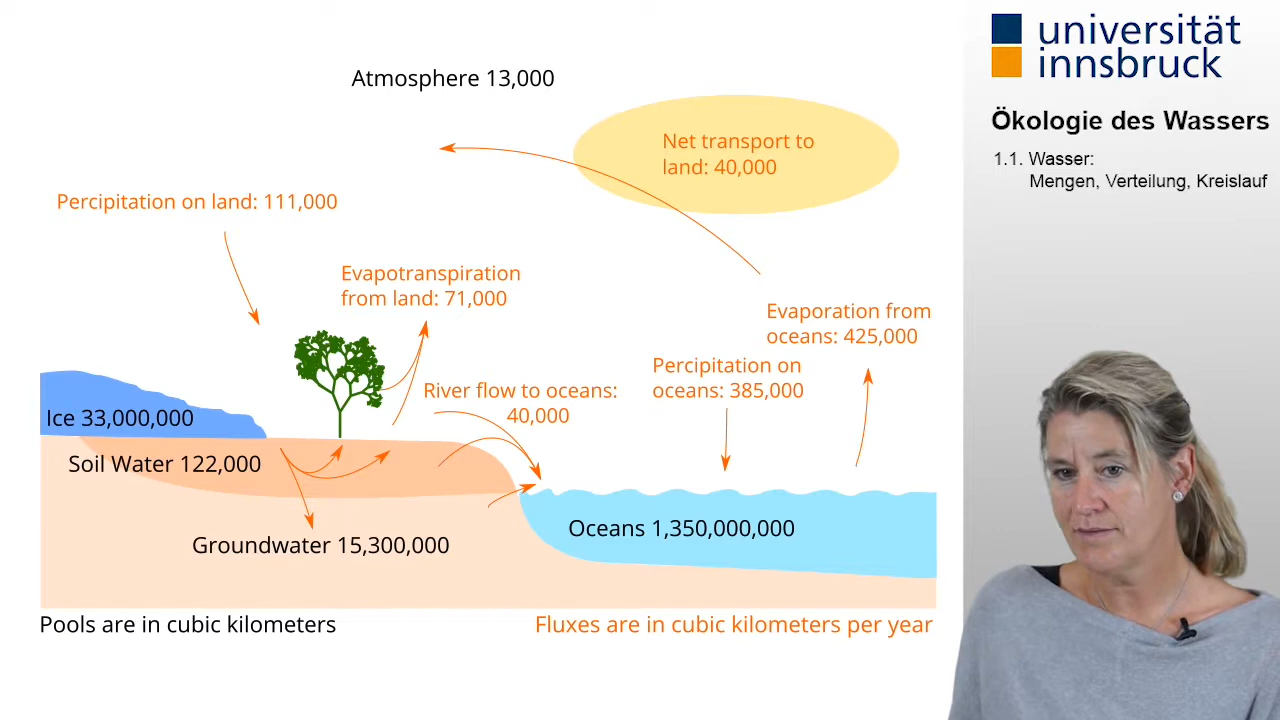 Atmosphere 13,000
Net transport to
land: 40,000
Percipitation on land: 111,000
Evapotranspiration
from land: 71,000
Evaporation from
oceans: 425,000
Percipitation on
oceans: 385,000
River flow to oceans:
40,000
Ice 33,000,000
Soil Water 122,000
Oceans 1,350,000,000
Groundwater 15,300,000
Pools are in cubic kilometers
Fluxes are in cubic kilometers per year
universität
innsbruck
Ökologie des Wassers
1.1. Wasser:
Mengen, Verteilung, Kreislauf